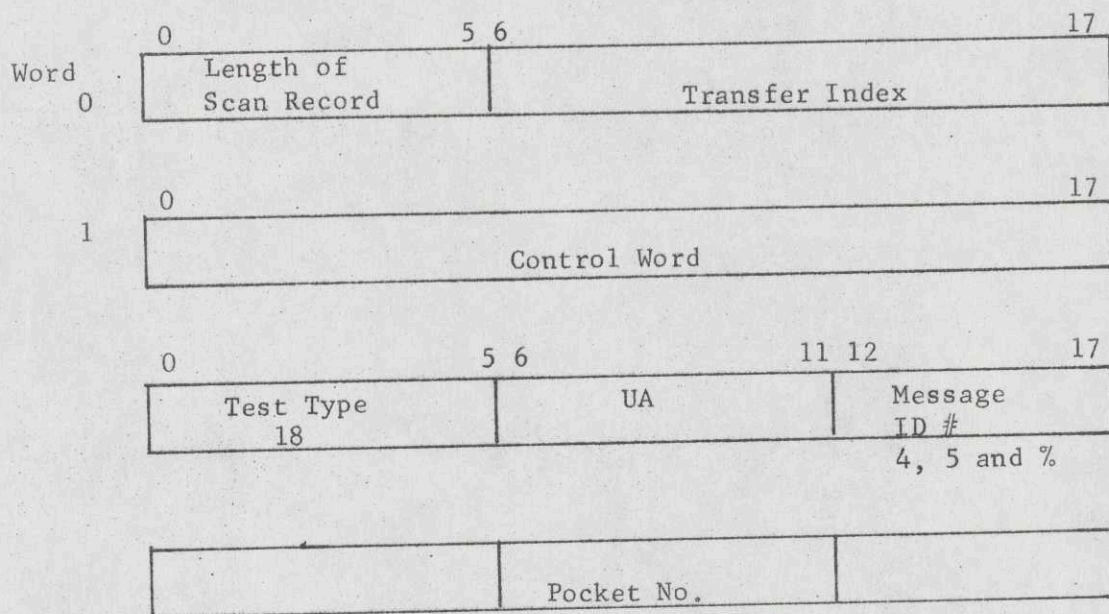 0 5 6 17
Word
0
Length of
Scan Record
Transfer Index
0 17
1
Control Word
0 5 6 11 12 17
Test Type
18
UA
Message
ID #
4, 5 and %
Pocket No.